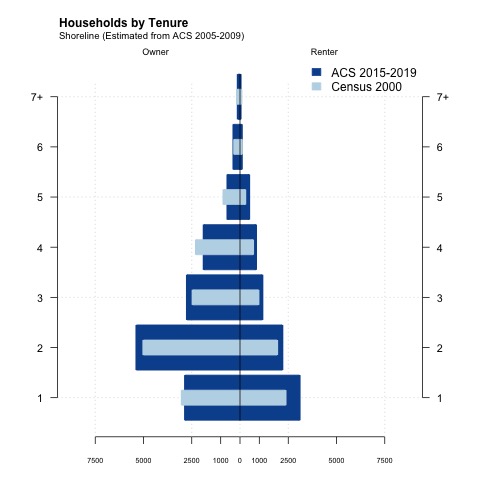 Households by Tenure
Shoreline (Estimated from ACS 2005-2009)
Owner Renter
ACS 2015-2019
Census 2000
7+ 7+
6 6
5 5
4 4
3 3
2 2
1 1
7500 5000 2500 1000 0 1000 2500 5000 7500